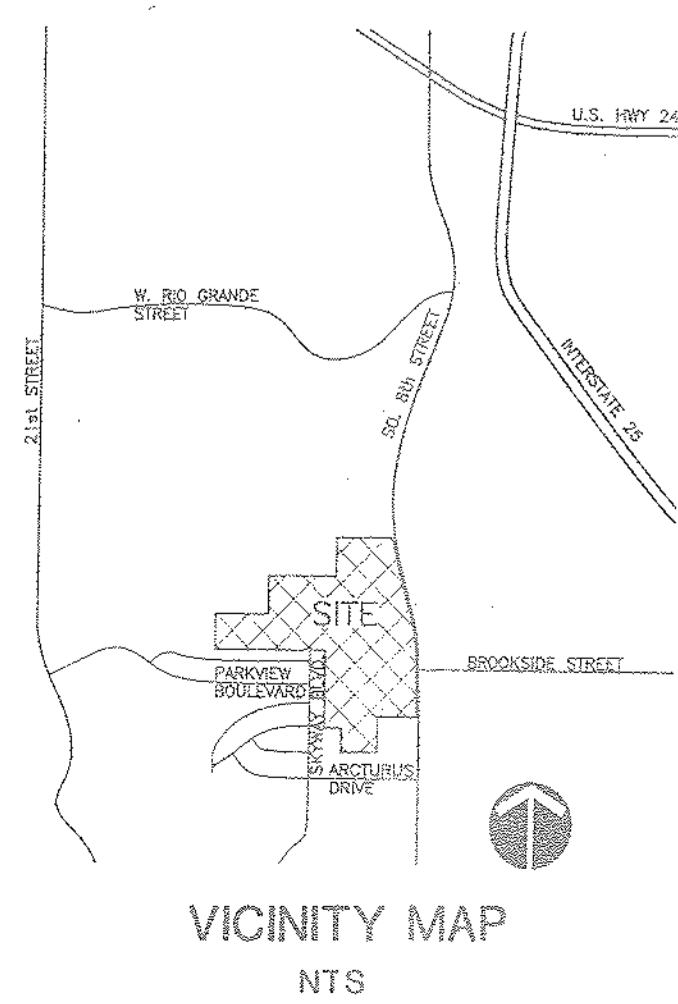 U.S. HWY 24
W. RIO GRANDE
STREET
21st STREET
SO. 8th STREET
INTERSTATE 25
SITE
BROOKSIDE STREET
PARKVIEW
BOULEVARD
SKYWAY BLVD
ARCTURUS
DRIVE
VICINITY MAP
NTS